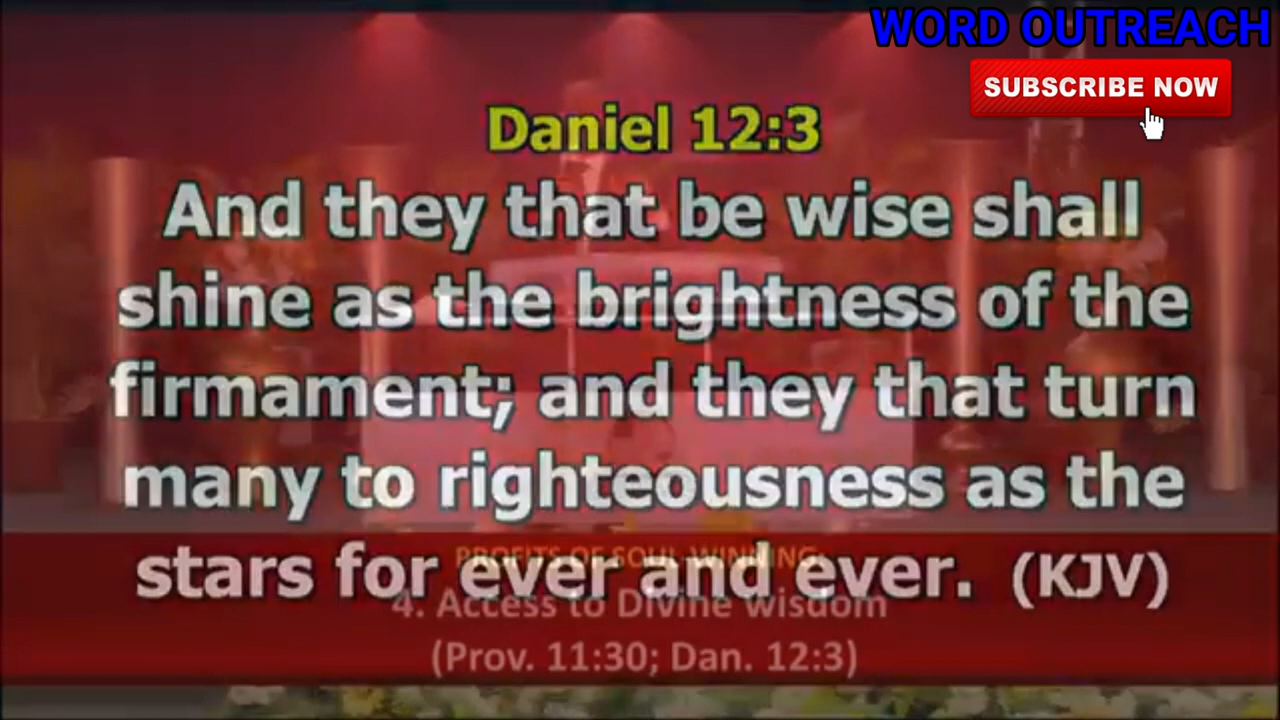 WORD OUTREACH
SUBSCRIBE NOW
Daniel 12:3
And they that be wise shall
shine as the brightness of the
firmament; and they that turn
many to righteousness as the
stars for ever and ever. (KJV)
PROFITS OF SOUL-WINNING:
4. Access to Divine wisdom
(Prov. 11:30; Dan. 12:3)